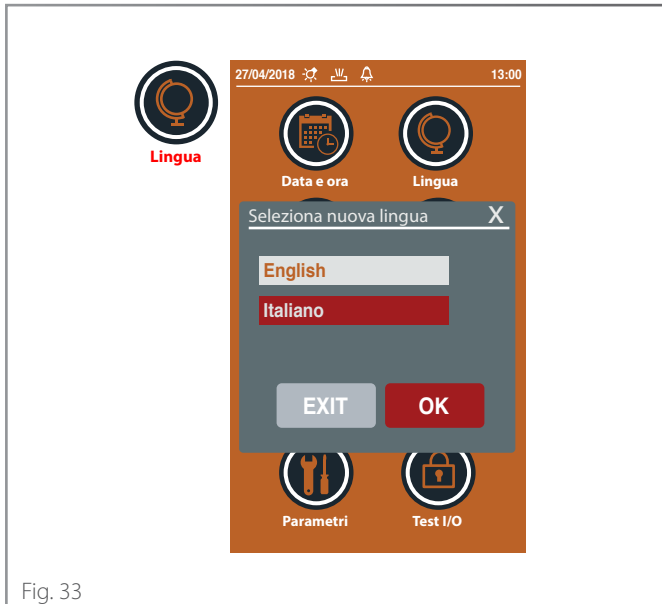 27/04/2018 13:00
Lingua
Data e ora Lingua
Seleziona nuova lingua X
English
Italiano
EXIT OK
Parametri Test I/O
Fig. 33